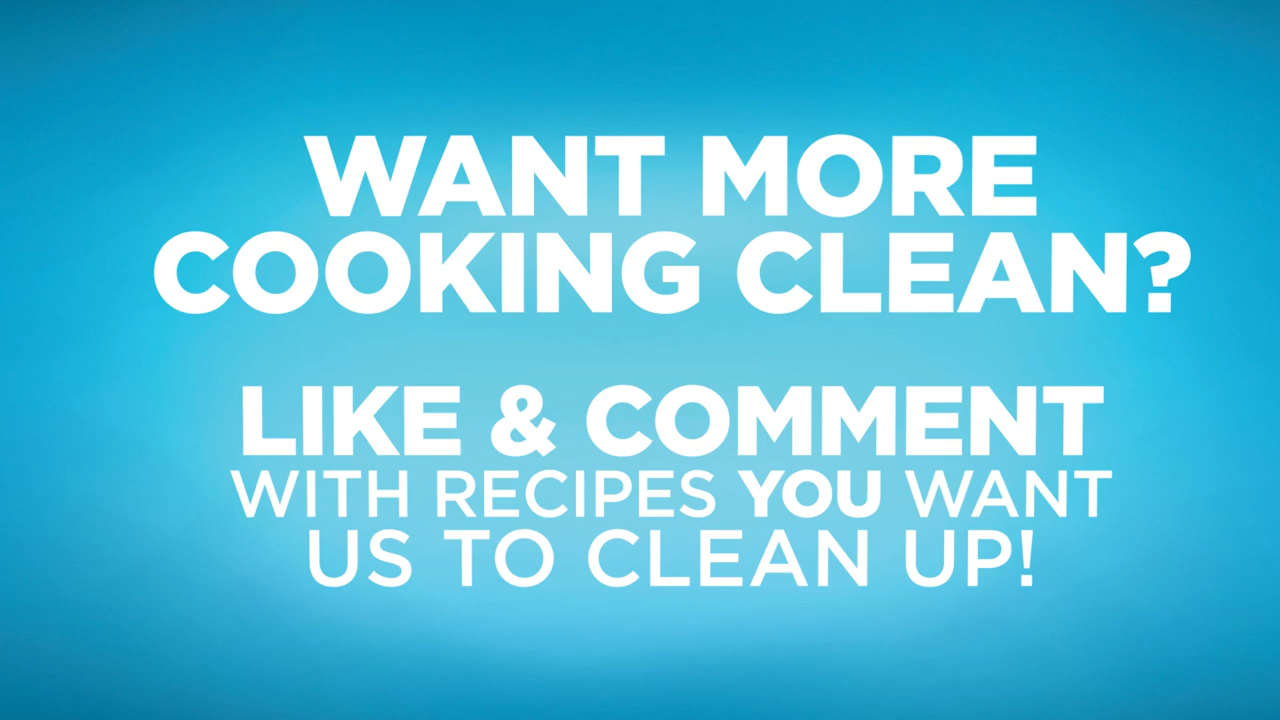 WANT MORE
COOKING CLEAN?
LIKE & COMMENT
WITH RECIPES YOU WANT
US TO CLEAN UP!